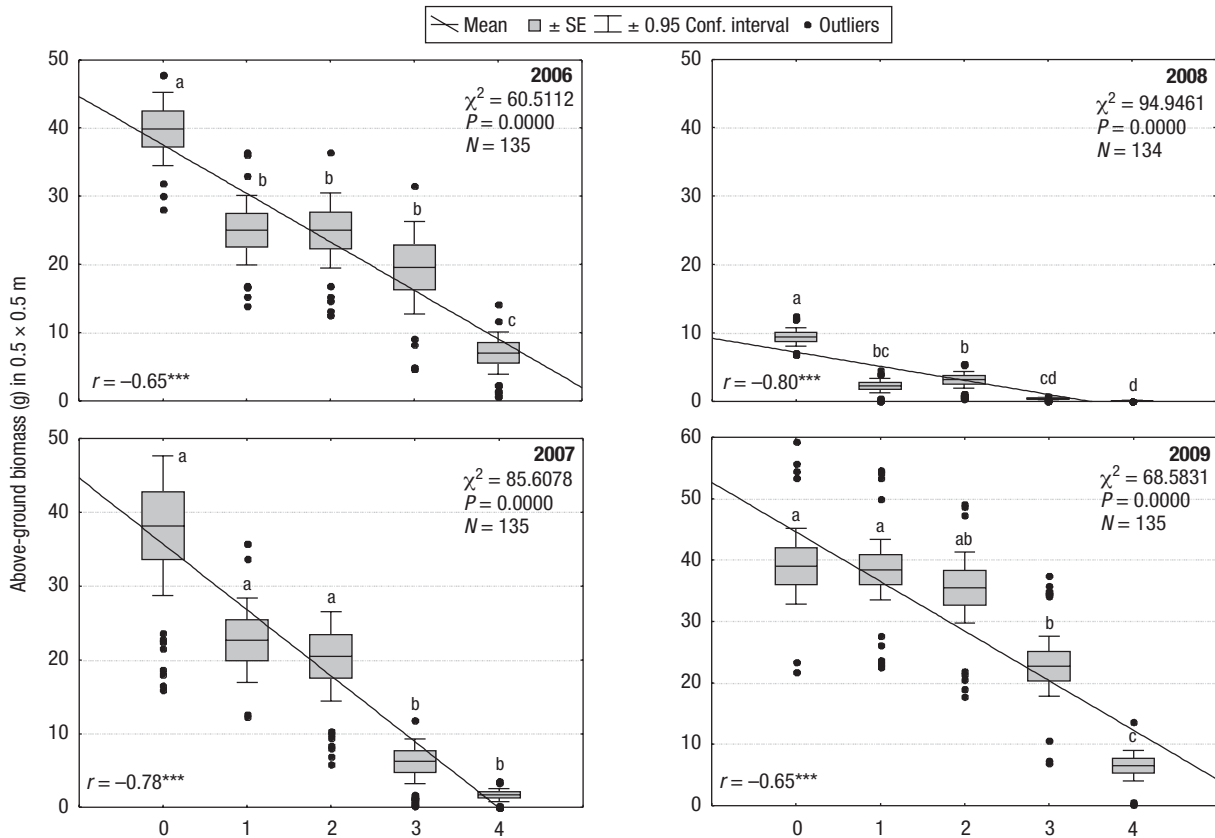 Mean ± SE ± 0.95 Conf. interval Outliers
Above-ground biomass (g) in 0.5 × 0.5 m
2006
χ² = 60.5112
P = 0.0000
N = 135
50
40
30
20
10
0
a
b
b
b
c
r = –0.65***
2008
χ² = 94.9461
P = 0.0000
N = 134
50
40
30
20
10
0
a
bc
b
cd
d
r = –0.80***
2007
χ² = 85.6078
P = 0.0000
N = 135
50
40
30
20
10
0
a
a
a
b
b
r = –0.78***
0 1 2 3 4
2009
χ² = 68.5831
P = 0.0000
N = 135
60
50
40
30
20
10
0
a
a
ab
b
c
r = –0.65***
0 1 2 3 4